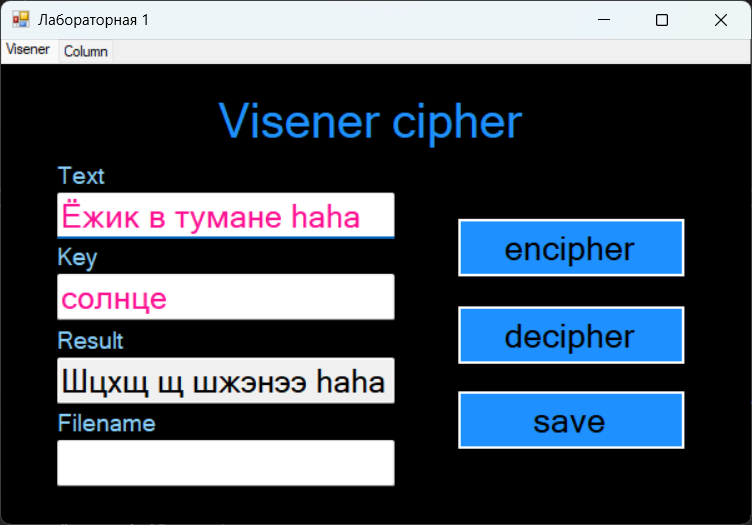 Лабораторная 1
Visener Column
Visener cipher
Text
Ёжик в тумане haha
encipher
Key
солнце
decipher
Result
Шцхщ щ шжэнээ haha
Filename
save